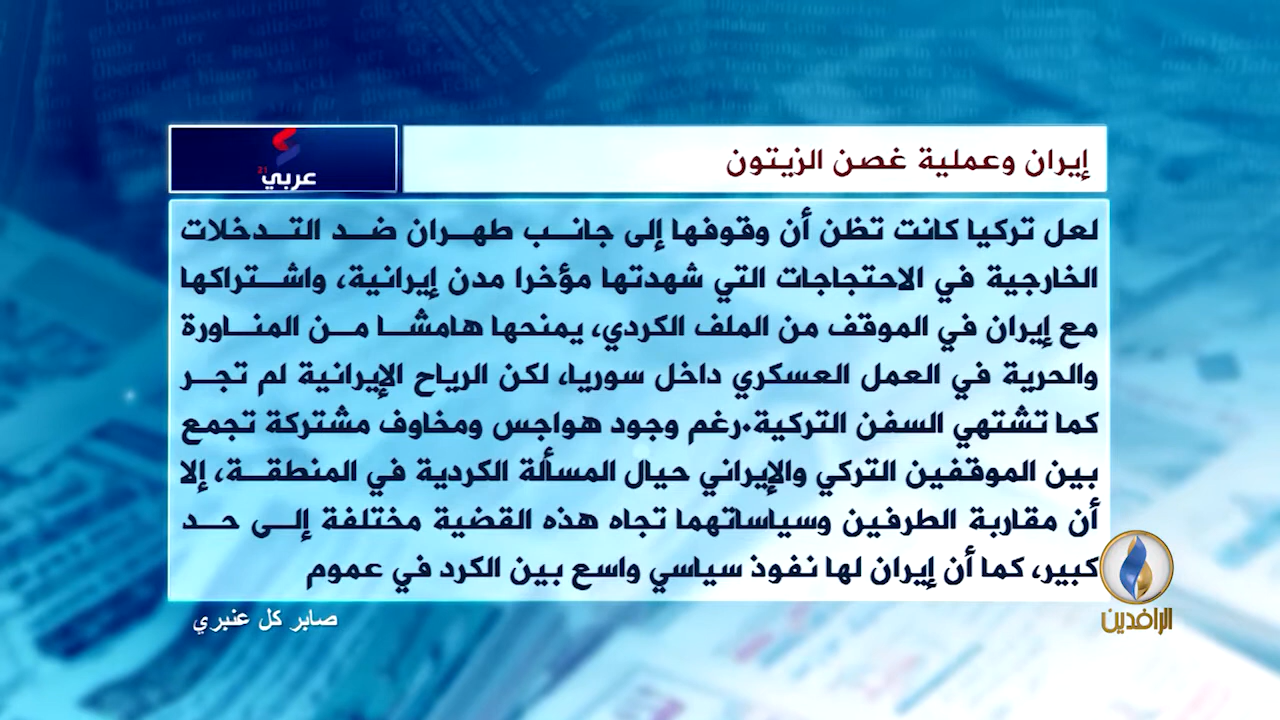 إيران وعملية غصن الزيتون
عربي 21
لعل تركيا كانت تظن أن وقوفها إلى جانب طهران ضد التدخلات
الخارجية في الاحتجاجات التي شهدتها مؤخرا مدن إيرانية، واشتراكها
مع إيران في الموقف من الملف الكردي، يمنحها هامشا من المناورة
والحرية في العمل العسكري داخل سوريا، لكن الرياح الإيرانية لم تجر
كما تشتهي السفن التركية.رغم وجود هواجس ومخاوف مشتركة تجمع
بين الموقفين التركي والإيراني حيال المسألة الكردية في المنطقة، إلا
أن مقاربة الطرفين وسياساتهما تجاه هذه القضية مختلفة إلى حد
كبير، كما أن إيران لها نفوذ سياسي واسع بين الكرد في عموم
صابر كل عنبري
الرافدين